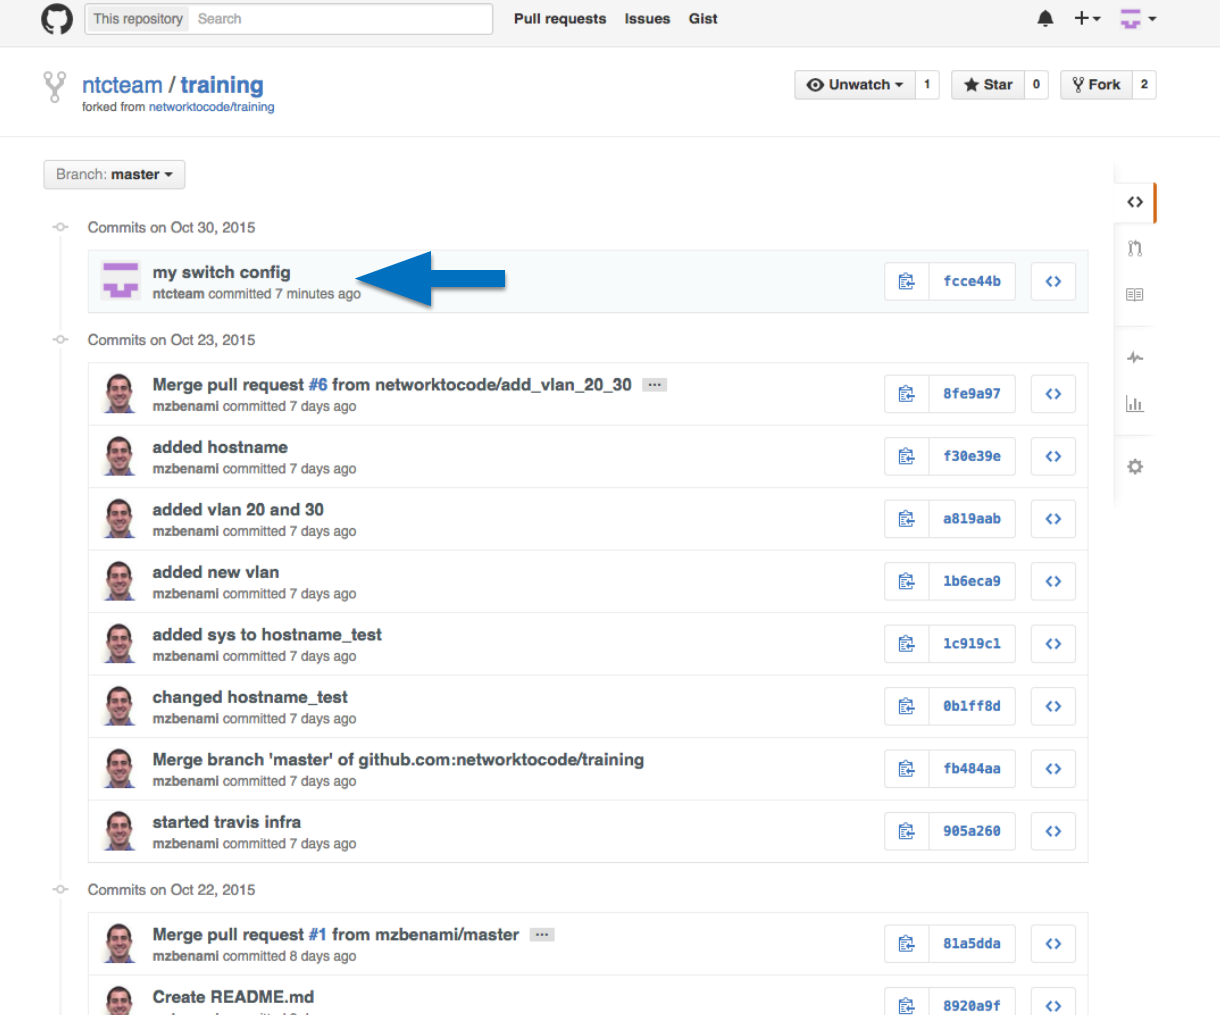 This repository Search Pull requests Issues Gist
ntcteam / training
Unwatch 1 Star 0 Fork 2
forked from networktocode/training
Branch: master
Commits on Oct 30, 2015
my switch config
ntcteam committed 7 minutes ago
fcce44b
Commits on Oct 23, 2015
Merge pull request #6 from networktocode/add_vlan_20_30 ...
mzbenami committed 7 days ago
8fe9a97
added hostname
mzbenami committed 7 days ago
f30e39e
added vlan 20 and 30
mzbenami committed 7 days ago
a819aab
added new vlan
mzbenami committed 7 days ago
1b6eca9
added sys to hostname_test
mzbenami committed 7 days ago
1c919c1
changed hostname_test
mzbenami committed 7 days ago
0b1ff8d
Merge branch 'master' of github.com:networktocode/training
mzbenami committed 7 days ago
fb484aa
started travis infra
mzbenami committed 7 days ago
905a260
Commits on Oct 22, 2015
Merge pull request #1 from mzbenami/master ...
mzbenami committed 8 days ago
81a5dda
Create README.md
8920a9f